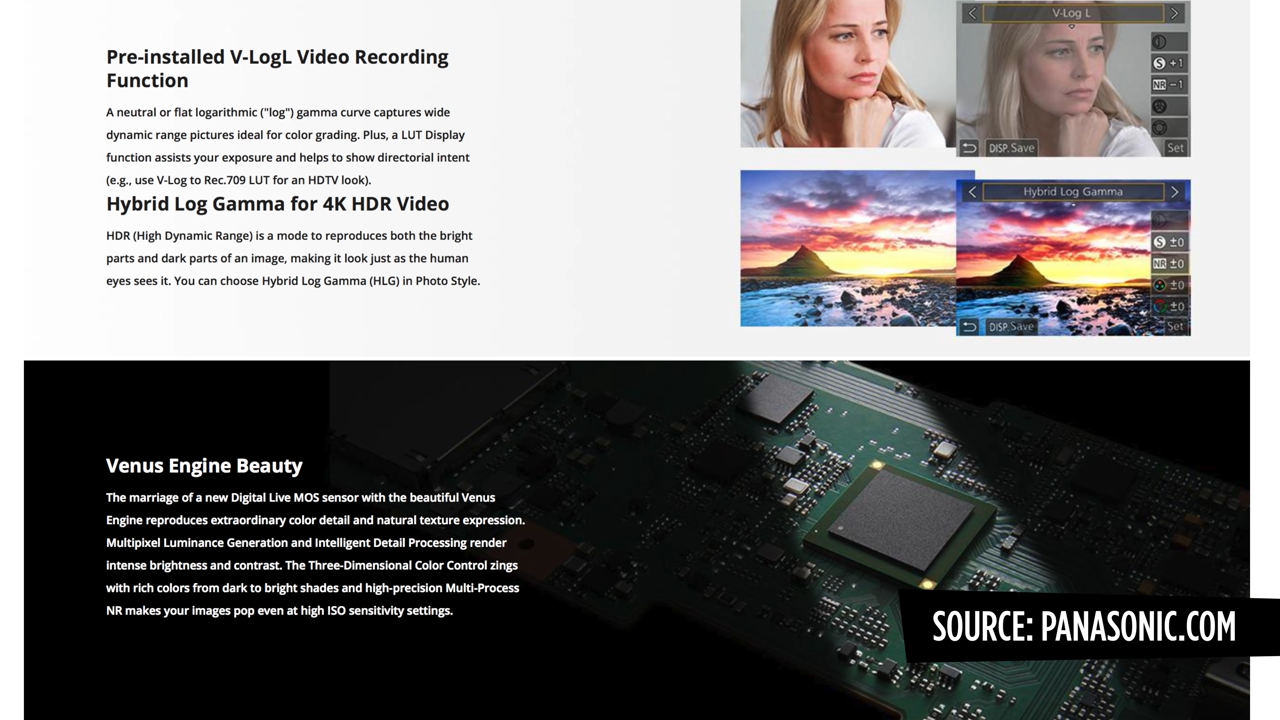 Pre-installed V-LogL Video Recording
Function
A neutral or flat logarithmic ("log") gamma curve captures wide
dynamic range pictures ideal for color grading. Plus, a LUT Display
function assists your exposure and helps to show directorial intent
(e.g., use V-Log to Rec.709 LUT for an HDTV look).
Hybrid Log Gamma for 4K HDR Video
HDR (High Dynamic Range) is a mode to reproduces both the bright
parts and dark parts of an image, making it look just as the human
eyes sees it. You can choose Hybrid Log Gamma (HLG) in Photo Style.
V-Log L
S +1
NR −1
DISP. Save
Set
Hybrid Log Gamma
S ±0
NR ±0
±0
±0
DISP. Save
Set
Venus Engine Beauty
The marriage of a new Digital Live MOS sensor with the beautiful Venus
Engine reproduces extraordinary color detail and natural texture expression.
Multipixel Luminance Generation and Intelligent Detail Processing render
intense brightness and contrast. The Three-Dimensional Color Control zings
with rich colors from dark to bright shades and high-precision Multi-Process
NR makes your images pop even at high ISO sensitivity settings.
SOURCE: PANASONIC.COM